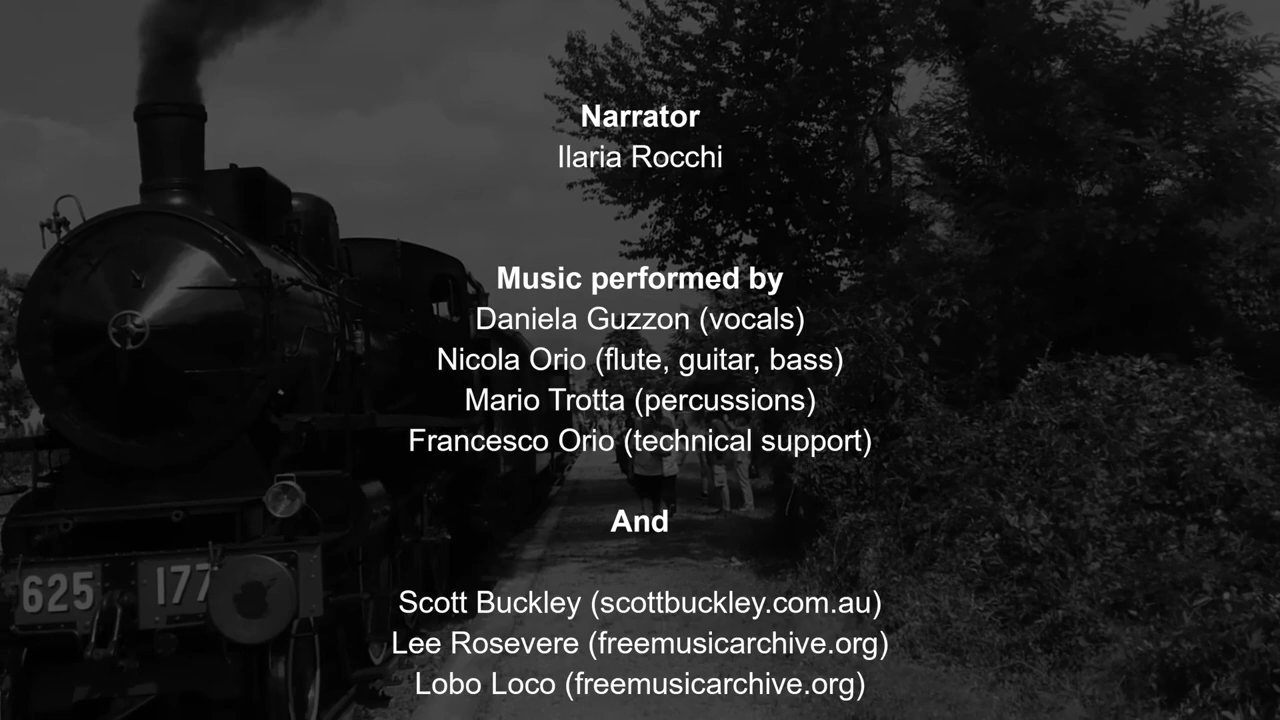 Narrator
Ilaria Rocchi
Music performed by
Daniela Guzzon (vocals)
Nicola Orio (flute, guitar, bass)
Mario Trotta (percussions)
Francesco Orio (technical support)
And
Scott Buckley (scottbuckley.com.au)
Lee Rosevere (freemusicarchive.org)
Lobo Loco (freemusicarchive.org)
625 177